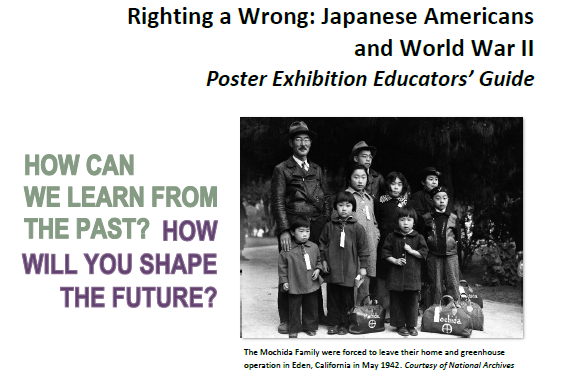 Righting a Wrong: Japanese Americans
and World War II
Poster Exhibition Educators’ Guide
HOW CAN
WE LEARN FROM
THE PAST? HOW
WILL YOU SHAPE
THE FUTURE?
Mochida
Mochida
The Mochida Family were forced to leave their home and greenhouse
operation in Eden, California in May 1942. Courtesy of National Archives